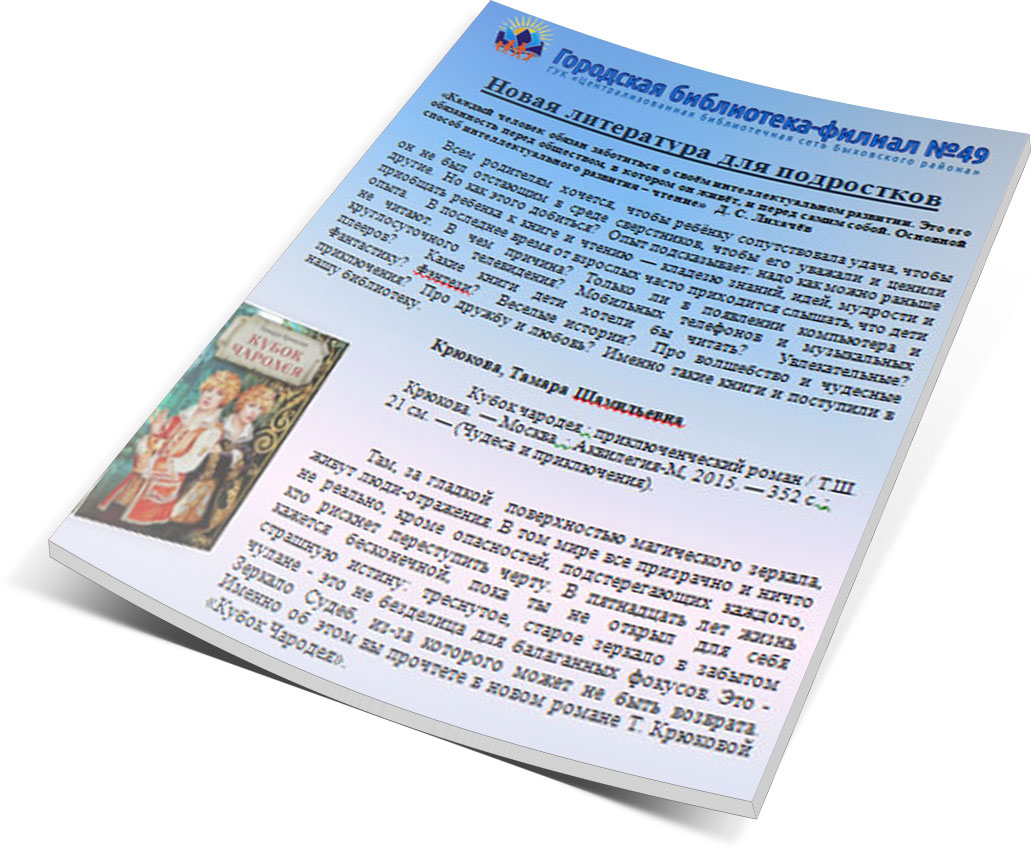 Городская библиотека-филиал №49
ГУК «Централизованная библиотечная сеть Быховского района»
Новая литература для подростков
«Каждый человек обязан заботиться о своём интеллектуальном развитии. Это его
обязанность перед обществом, в котором он живёт, и перед самим собой. Основной
способ интеллектуального развития – чтение» Д. С. Лихачёв
Всем родителям хочется, чтобы ребёнку сопутствовала удача, чтобы
он не был отстающим в среде сверстников, чтобы его уважали и ценили
другие. Но как этого добиться? Опыт подсказывает: надо как можно раньше
приобщать ребенка к книге и чтению — кладезю знаний, идей, мудрости и
опыта. В последнее время от взрослых часто приходится слышать, что дети
не читают. В чем причина? Только ли в появлении компьютера и
круглосуточного телевидения? Мобильных телефонов и музыкальных
плееров? Какие книги дети хотели бы читать? Увлекательные?
Фантастику? Фэнтези? Веселые истории? Про волшебство и чудесные
приключения? Про дружбу и любовь? Именно такие книги и поступили в
нашу библиотеку.
КУБОК
ЧАРОДЕЯ
Крюкова, Тамара Шамильевна
Кубок чародея : приключенческий роман / Т.Ш.
Крюкова. — Москва : Аквилегия-М, 2015. — 352 с. :
21 см. — (Чудеса и приключения).
Там, за гладкой поверхностью магического зеркала,
живут люди-отражения. В том мире все призрачно и ничто
не реально, кроме опасностей, подстерегающих каждого,
кто рискнет переступить черту. В пятнадцать лет жизнь
кажется бесконечной, пока ты не открыл для себя
страшную истину: треснутое, старое зеркало в забытом
чулане - это не безделица для балаганных фокусов. Это -
Зеркало Судеб, из-за которого может не быть возврата.
Именно об этом вы прочтете в новом романе Т. Крюковой
«Кубок Чародея».